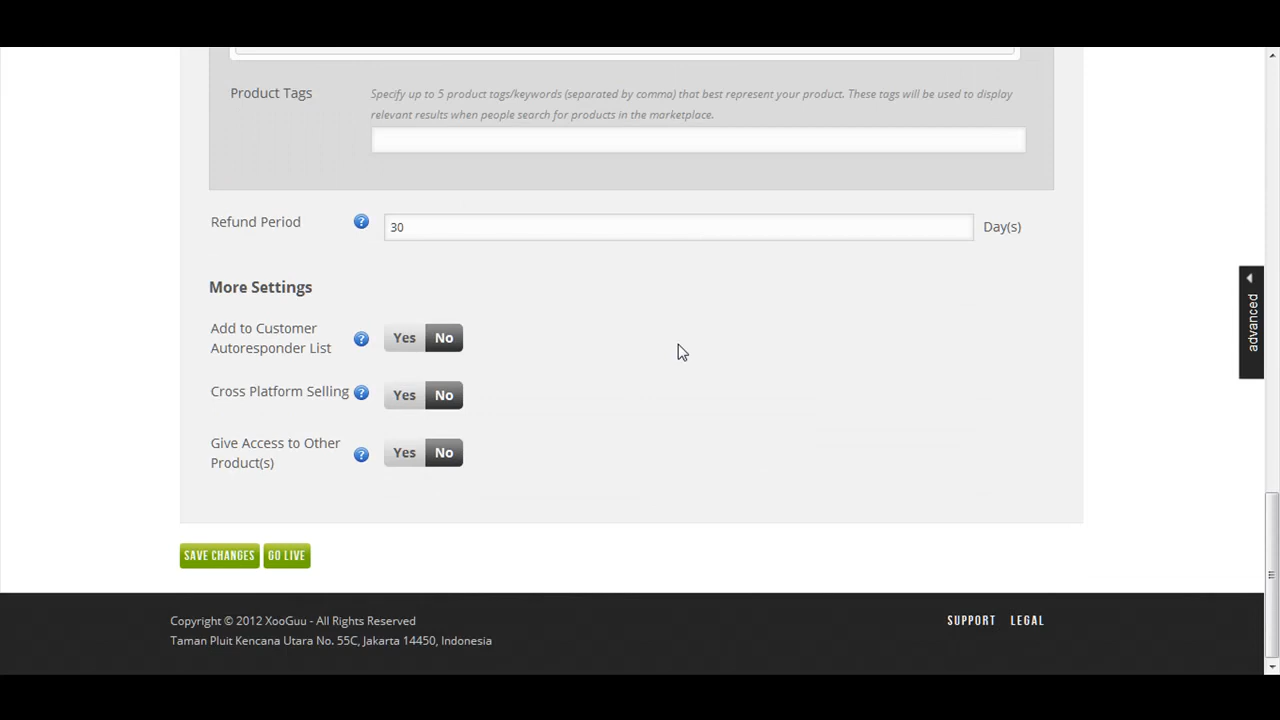 Product Tags
Specify up to 5 product tags/keywords (separated by comma) that best represent your product. These tags will be used to display
relevant results when people search for products in the marketplace.
Refund Period ? 30 Day(s)
More Settings
Add to Customer
Autoresponder List ? Yes No
Cross Platform Selling ? Yes No
Give Access to Other
Product(s) ? Yes No
advanced
SAVE CHANGES GO LIVE
Copyright © 2012 XooGuu - All Rights Reserved
Taman Pluit Kencana Utara No. 55C, Jakarta 14450, Indonesia
SUPPORT LEGAL